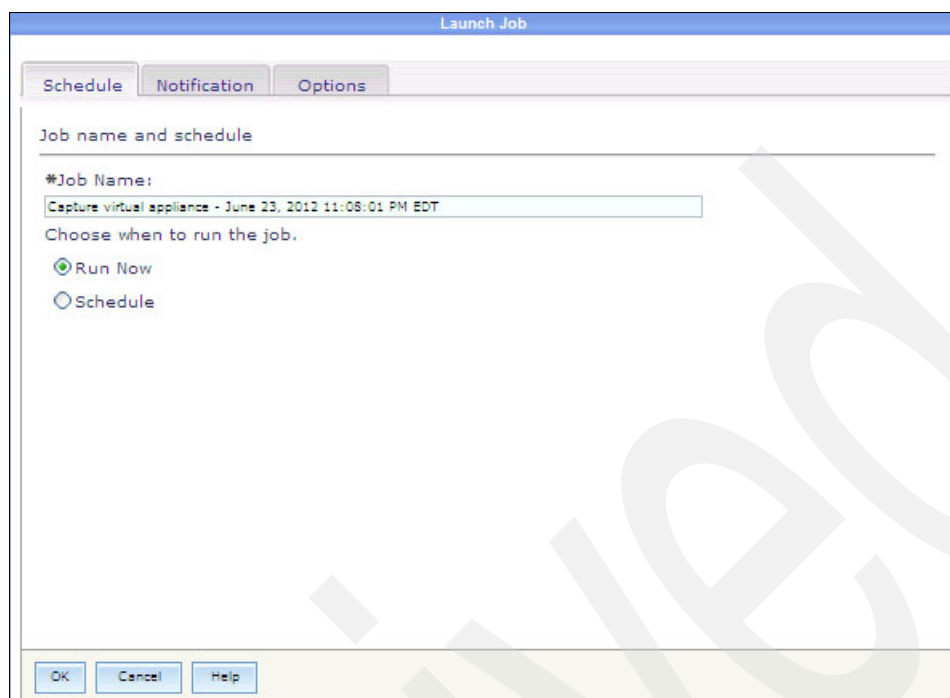 Launch Job
Schedule Notification Options
Job name and schedule
*Job Name:
Capture virtual appliance - June 23, 2012 11:08:01 PM EDT
Choose when to run the job.
Run Now
Schedule
OK Cancel Help